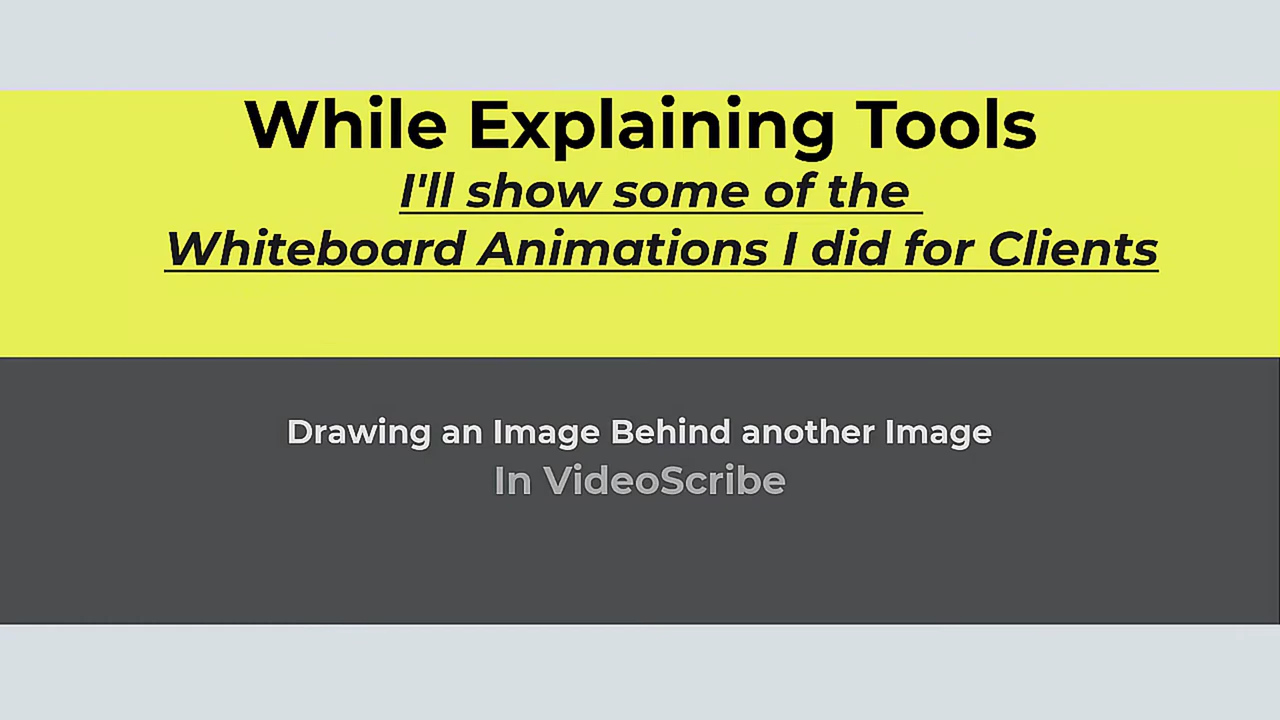 While Explaining Tools
I'll show some of the
Whiteboard Animations I did for Clients
Drawing an Image Behind another Image
In VideoScribe